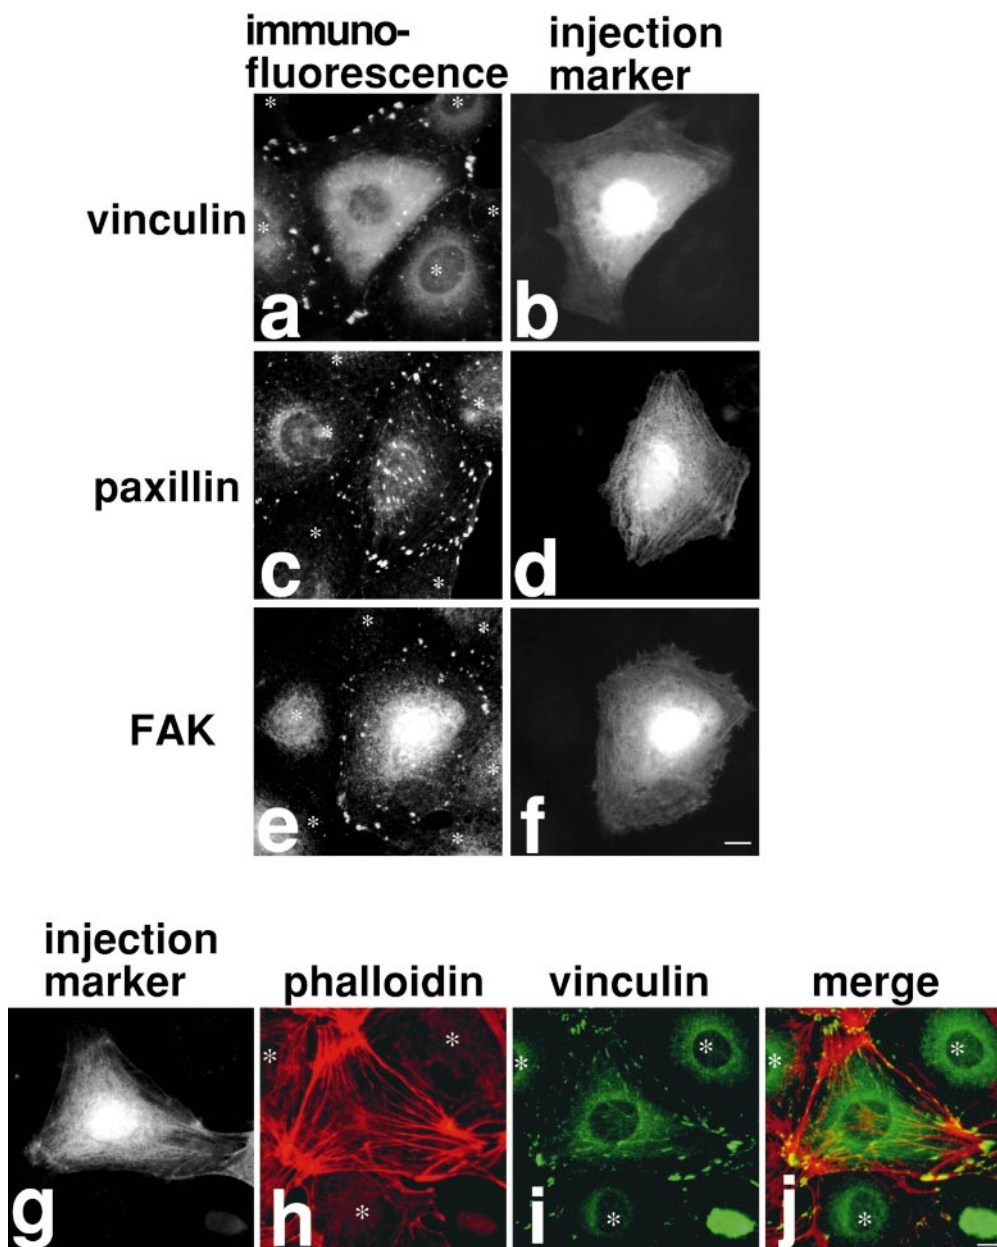 immuno-
fluorescence
injection
marker
vinculin
a
b
paxillin
c
d
FAK
e
f
injection
marker
phalloidin
vinculin
merge
g
h
i
j